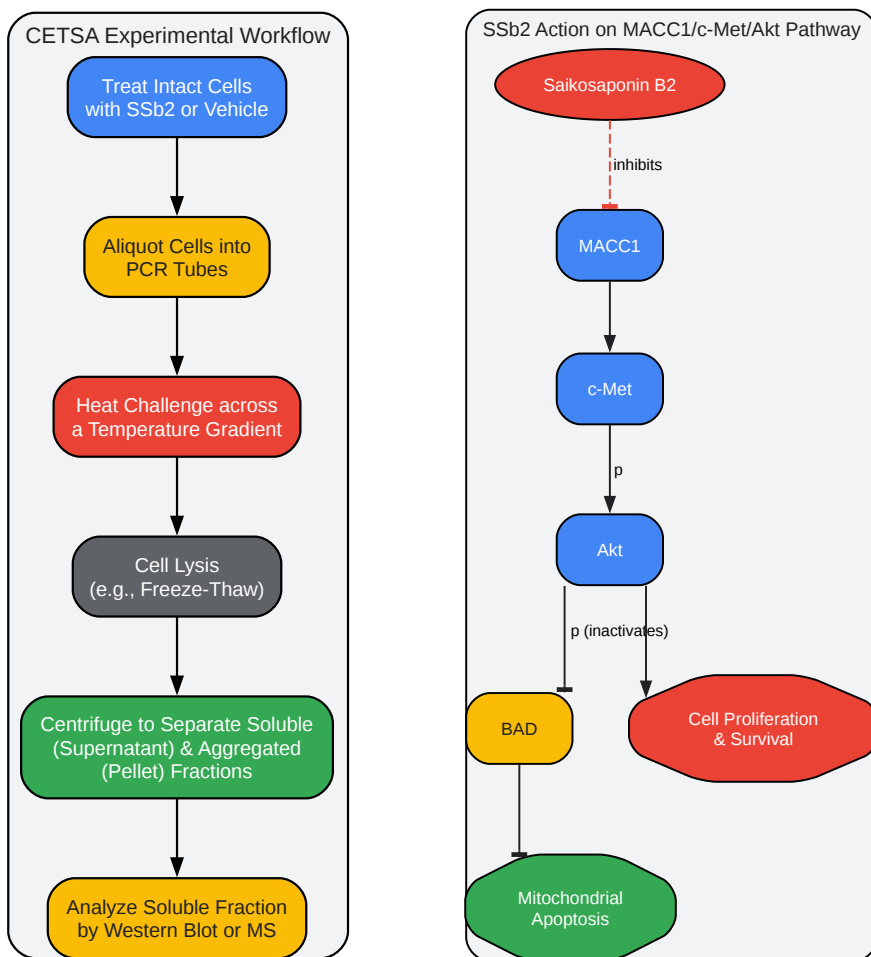 CETSA Experimental Workflow
Treat Intact Cells
with SSb2 or Vehicle
Aliquot Cells into
PCR Tubes
Heat Challenge across
a Temperature Gradient
Cell Lysis
(e.g., Freeze-Thaw)
Centrifuge to Separate Soluble
(Supernatant) & Aggregated
(Pellet) Fractions
Analyze Soluble Fraction
by Western Blot or MS
SSb2 Action on MACC1/c-Met/Akt Pathway
Saikosaponin B2
inhibits
MACC1
c-Met
p
Akt
p (inactivates)
BAD
Cell Proliferation
& Survival
Mitochondrial
Apoptosis